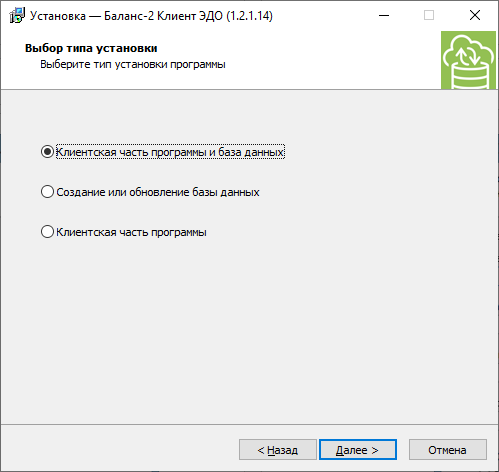 Установка — Баланс-2 Клиент ЭДО (1.2.1.14)
Выбор типа установки
Выберите тип установки программы
Клиентская часть программы и база данных
Создание или обновление базы данных
Клиентская часть программы
< Назад
Далее >
Отмена